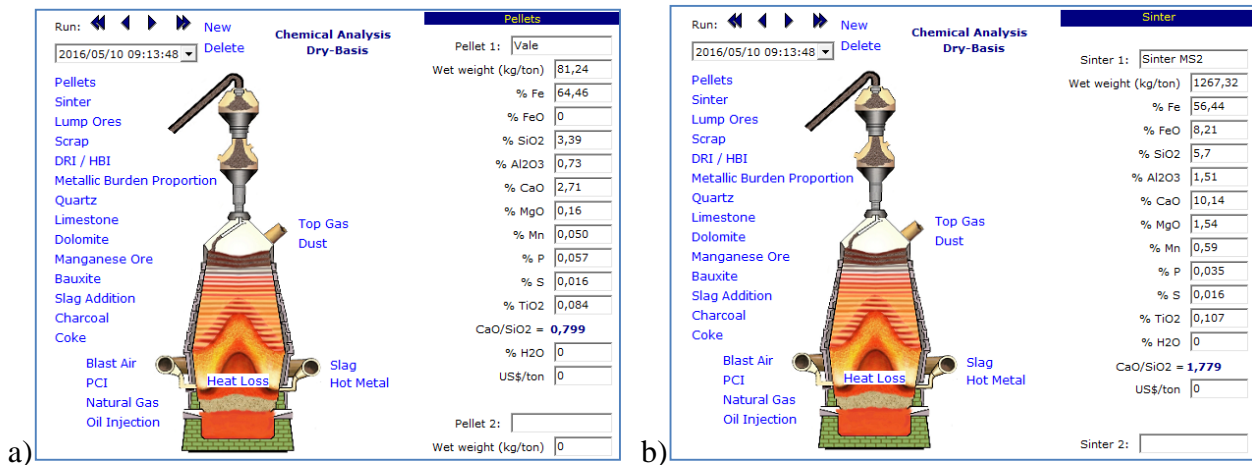 Run: New
2016/05/10 09:13:48 Delete
Chemical Analysis
Dry-Basis
Pellets
Sinter
Lump Ores
Scrap
DRI / HBI
Metallic Burden Proportion
Quartz
Limestone
Dolomite
Manganese Ore
Bauxite
Slag Addition
Charcoal
Coke
Top Gas
Dust
Blast Air
PCI
Natural Gas
Oil Injection
Heat Loss
Slag
Hot Metal
Pellets
Pellet 1: Vale
Wet weight (kg/ton) 81,24
% Fe 64,46
% FeO 0
% SiO2 3,39
% Al2O3 0,73
% CaO 2,71
% MgO 0,16
% Mn 0,050
% P 0,057
% S 0,016
% TiO2 0,084
CaO/SiO2 = 0,799
% H2O 0
US$/ton 0
Pellet 2:
Wet weight (kg/ton) 0
a)
Run: New
2016/05/10 09:13:48 Delete
Chemical Analysis
Dry-Basis
Pellets
Sinter
Lump Ores
Scrap
DRI / HBI
Metallic Burden Proportion
Quartz
Limestone
Dolomite
Manganese Ore
Bauxite
Slag Addition
Charcoal
Coke
Top Gas
Dust
Blast Air
PCI
Natural Gas
Oil Injection
Heat Loss
Slag
Hot Metal
Sinter
Sinter 1: Sinter MS2
Wet weight (kg/ton) 1267,32
% Fe 56,44
% FeO 8,21
% SiO2 5,7
% Al2O3 1,51
% CaO 10,14
% MgO 1,54
% Mn 0,59
% P 0,035
% S 0,016
% TiO2 0,107
% H2O 0
CaO/SiO2 = 1,779
US$/ton 0
Sinter 2:
b)